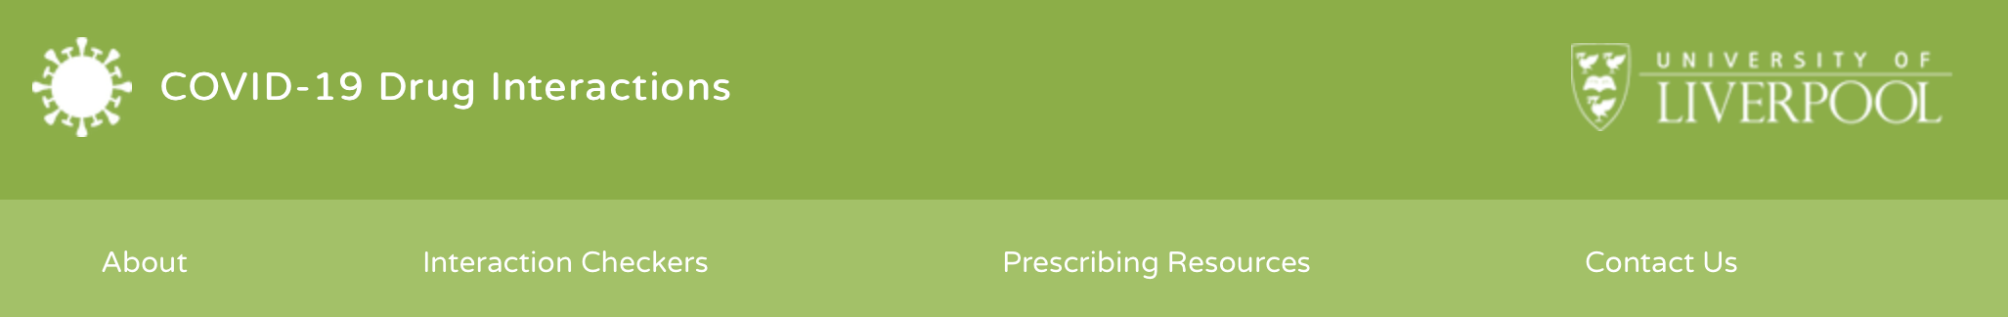 COVID-19 Drug Interactions
UNIVERSITY OF
LIVERPOOL
About
Interaction Checkers
Prescribing Resources
Contact Us